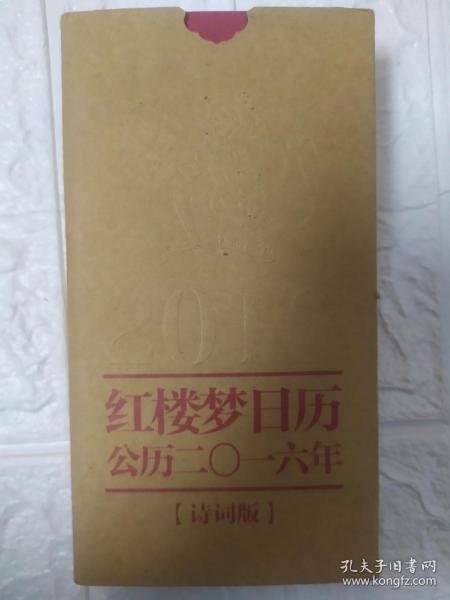 2016
红楼梦日历
公历二〇一六年
【诗词版】
孔夫子旧书网
www.kongfz.com